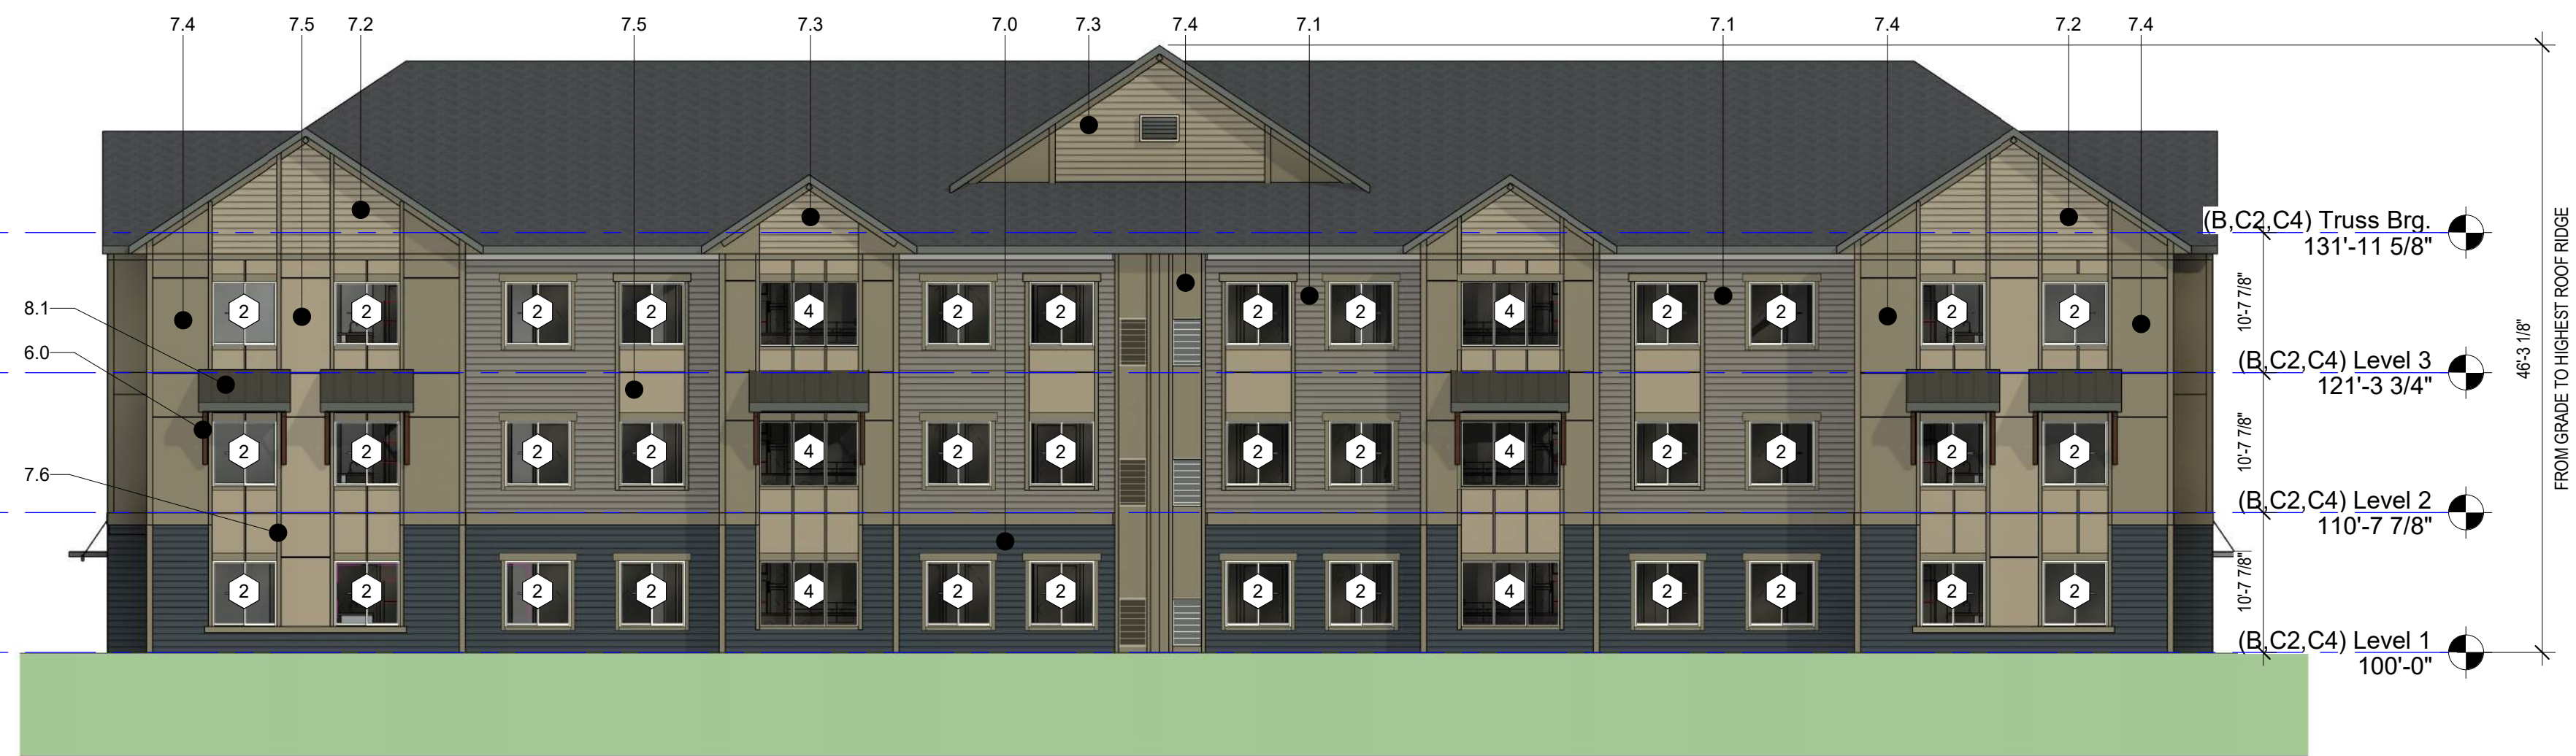 7.4 7.5 7.2 7.5 7.3 7.0 7.3 7.4 7.1 7.1 7.4 7.2 7.4
(B,C2,C4) Truss Brg.
131'-11 5/8"
8.1
2 2 2 2 4 2 2 2 2 4 2 2 2 2
10'-7 7/8"
6.0
(B,C2,C4) Level 3
121'-3 3/4"
46'-3 1/8"
FROM GRADE TO HIGHEST ROOF RIDGE
2 2 2 2 4 2 2 2 2 4 2 2 2 2
10'-7 7/8"
7.6
(B,C2,C4) Level 2
110'-7 7/8"
2 2 2 2 4 2 2 2 2 4 2 2 2 2
10'-7 7/8"
(B,C2,C4) Level 1
100'-0"